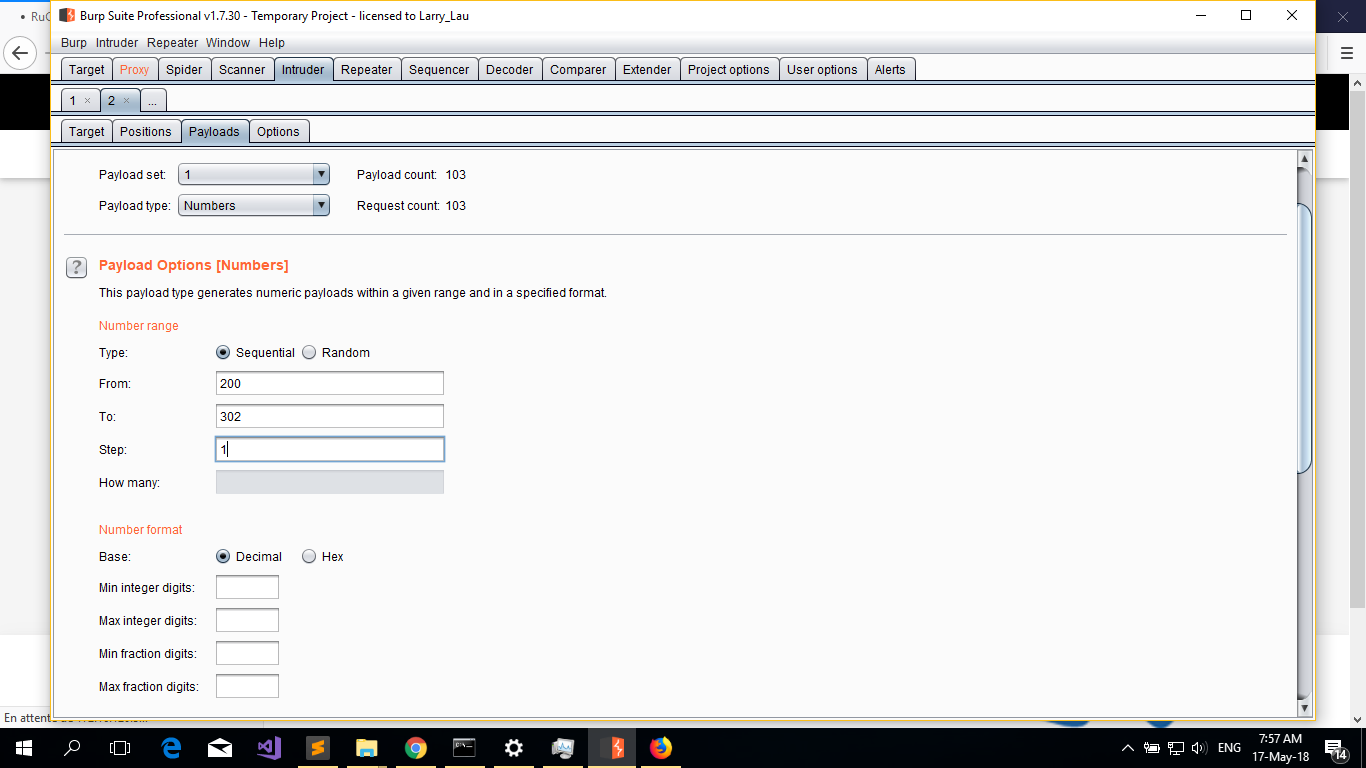 RuC
Burp Suite Professional v1.7.30 - Temporary Project - licensed to Larry_Lau
Burp Intruder Repeater Window Help
Target Proxy Spider Scanner Intruder Repeater Sequencer Decoder Comparer Extender Project options User options Alerts
1 × 2 × ...
Target Positions Payloads Options
Payload set: 1 Payload count: 103
Payload type: Numbers Request count: 103
? Payload Options [Numbers]
This payload type generates numeric payloads within a given range and in a specified format.
Number range
Type: Sequential Random
From: 200
To: 302
Step: 1
How many:
Number format
Base: Decimal Hex
Min integer digits:
Max integer digits:
Min fraction digits:
Max fraction digits:
En attent
ENG
7:57 AM
17-May-18
14